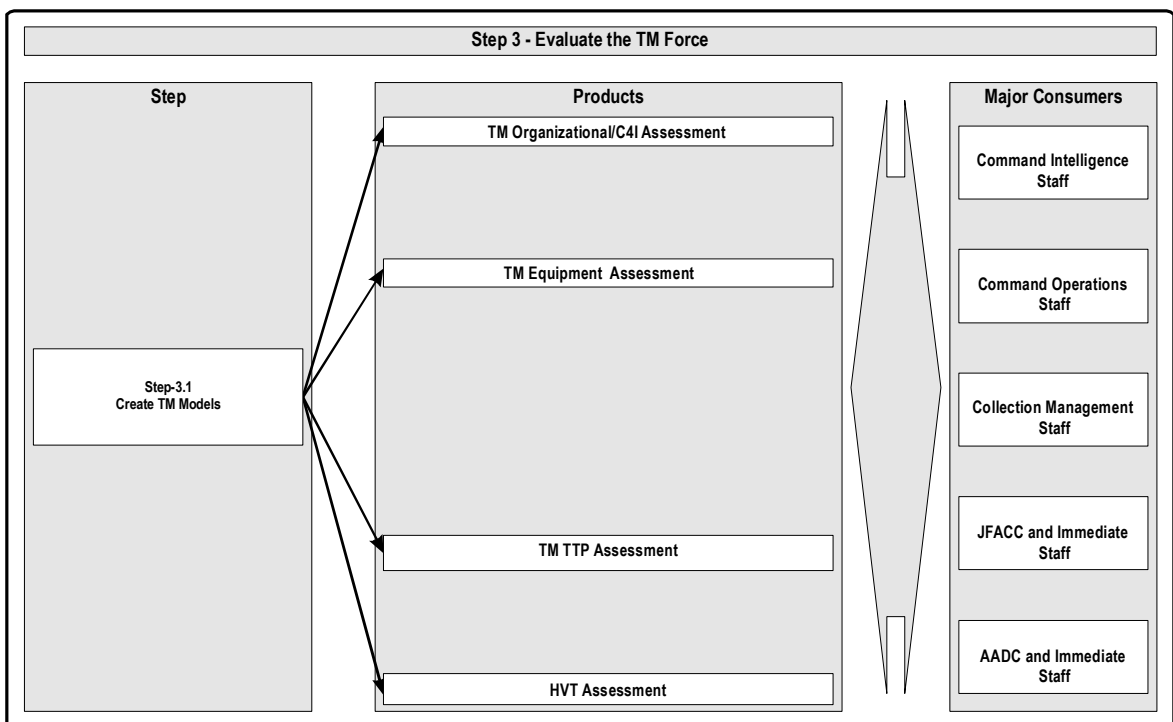 Step 3 - Evaluate the TM Force
Step
Step-3.1
Create TM Models
Products
TM Organizational/C4I Assessment
TM Equipment Assessment
TM TTP Assessment
HVT Assessment
Major Consumers
Command Intelligence
Staff
Command Operations
Staff
Collection Management
Staff
JFACC and Immediate
Staff
AADC and Immediate
Staff